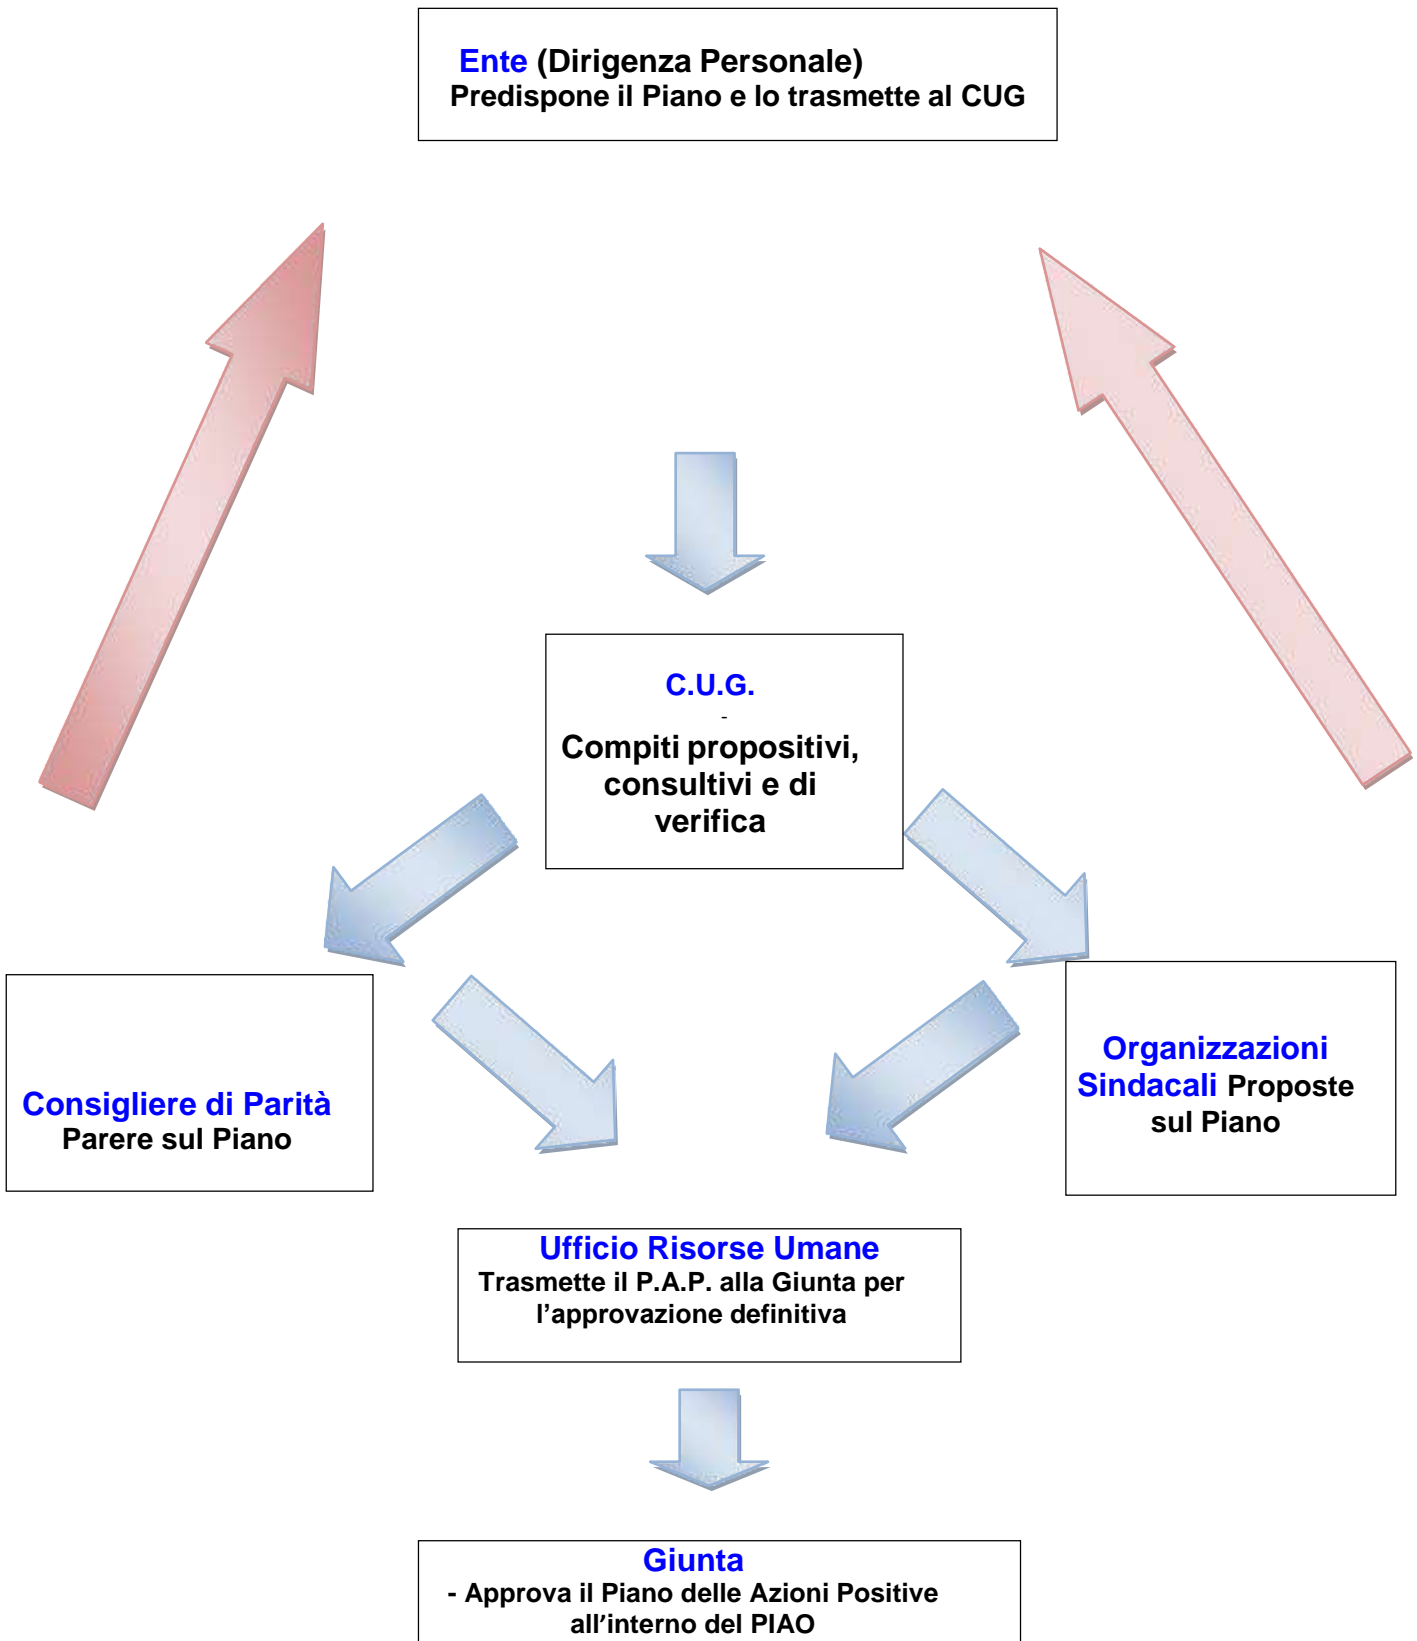 Ente (Dirigenza Personale)
Predispone il Piano e lo trasmette al CUG
C.U.G.
-
Compiti propositivi,
consultivi e di
verifica
Consigliere di Parità
Parere sul Piano
Organizzazioni
Sindacali Proposte
sul Piano
Ufficio Risorse Umane
Trasmette il P.A.P. alla Giunta per
l’approvazione definitiva
Giunta
- Approva il Piano delle Azioni Positive
all’interno del PIAO